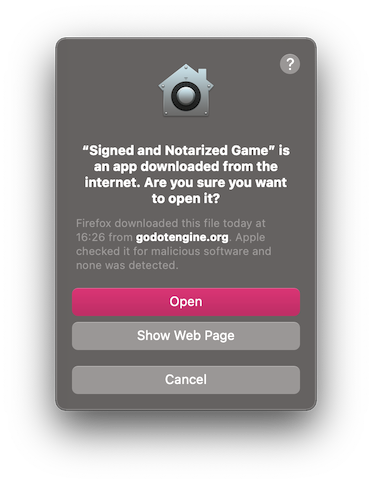 ?
“Signed and Notarized Game” is
an app downloaded from the
internet. Are you sure you want
to open it?
Firefox downloaded this file today at
16:26 from godotengine.org. Apple
checked it for malicious software and
none was detected.
Open
Show Web Page
Cancel